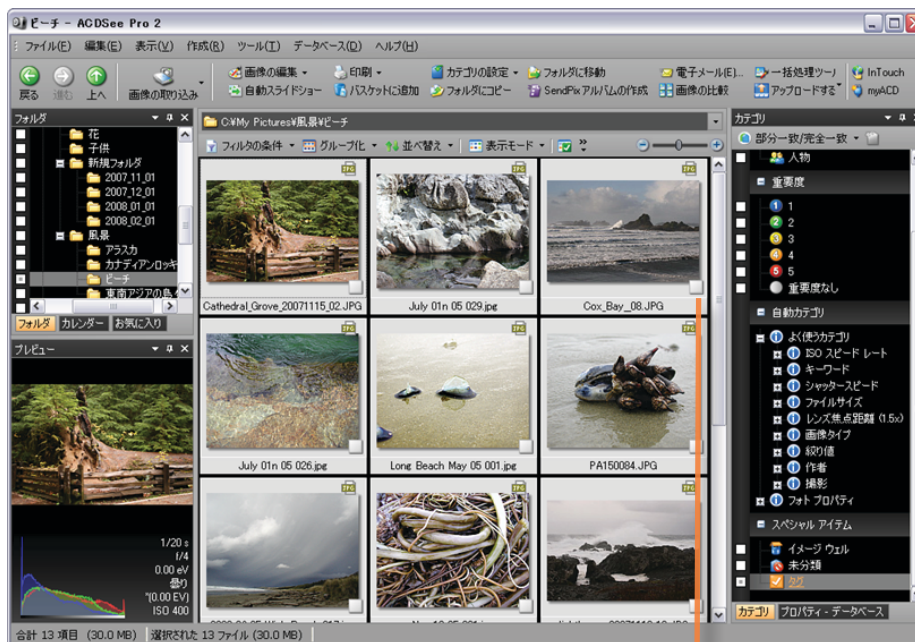 ピーチ - ACDSee Pro 2
ファイル(F) 編集(E) 表示(V) 作成(R) ツール(T) データベース(D) ヘルプ(H)
戻る 進む 上へ 画像の取り込み
画像の編集 印刷 カテゴリの設定 フォルダに移動 電子メール(E)... 一括処理ツー InTouch
自動スライドショー バスケットに追加 フォルダにコピー SendPixアルバムの作成 画像の比較 アップロードする myACD
フォルダ
花
子供
新規フォルダ
2007_11_01
2007_12_01
2008_01_01
2008_02_01
風景
アラスカ
カナディアンロッキ
ピーチ
東南アジアの島
フォルダ カレンダー お気に入り
プレビュー
1/20 s
f/4
0.00 eV
曇り
*(0.00 EV)
ISO 400
C:¥My Pictures¥風景¥ピーチ
フィルタの条件 グループ化 並べ替え 表示モード
Cathedral_Grove_20071115_02.JPG
July 01n 05 029.jpg
Cox_Bay_08.JPG
July 01n 05 026.jpg
Long Beach May 05 001.jpg
PA150084.JPG
カテゴリ
部分一致/完全一致
人物
重要度
1
2
3
4
5
重要度なし
自動カテゴリ
よく使うカテゴリ
ISO スピード レート
キーワード
シャッタースピード
ファイルサイズ
レンズ焦点距離 (1.5x)
画像タイプ
絞り値
作者
撮影
フォト プロパティ
スペシャル アイテム
イメージ ウェル
未分類
タグ
カテゴリ プロパティ - データベース
合計 13 項目 (30.0 MB) 選択された 13 ファイル (30.0 MB)